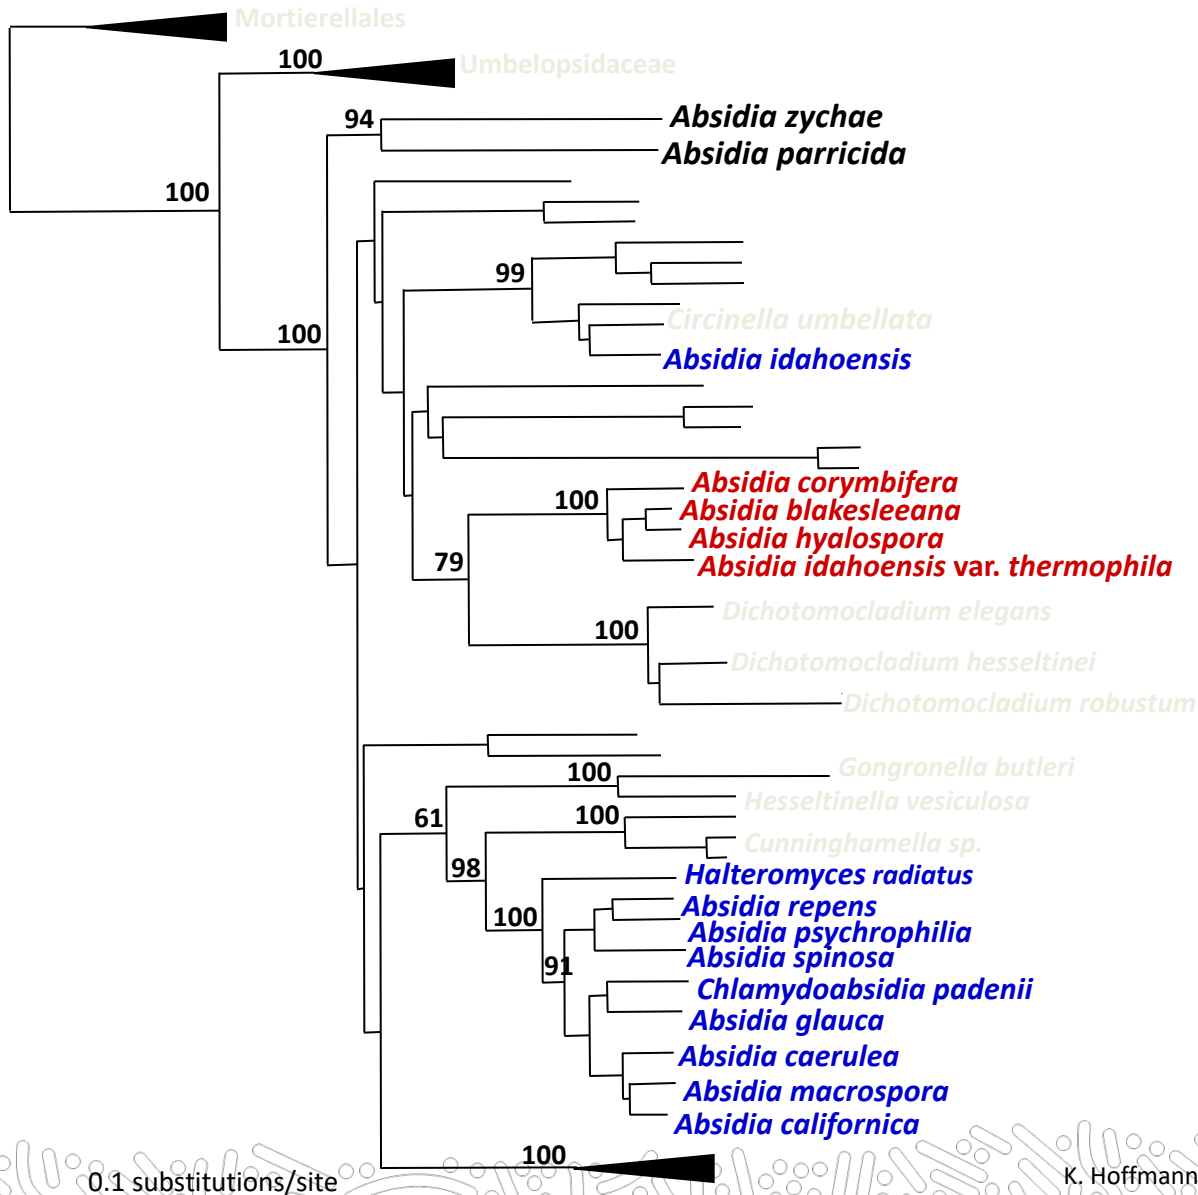 Mortierellales
100
Umbelopsidaceae
94
Absidia zychae
Absidia parricida
100
99
Circinella umbellata
100
Absidia idahoensis
Absidia corymbifera
100
Absidia blakesleeana
Absidia hyalospora
79
Absidia idahoensis var. thermophila
Dichotomocladium elegans
100
Dichotomocladium hesseltinei
Dichotomocladium robustum
Gongronella butleri
100
Hesseltinella vesiculosa
100
61
Cunninghamella sp.
98
Halteromyces radiatus
Absidia repens
100
Absidia psychrophilia
Absidia spinosa
91
Chlamydoabsidia padenii
Absidia glauca
Absidia caerulea
Absidia macrospora
Absidia californica
100
0.1 substitutions/site
K. Hoffmann